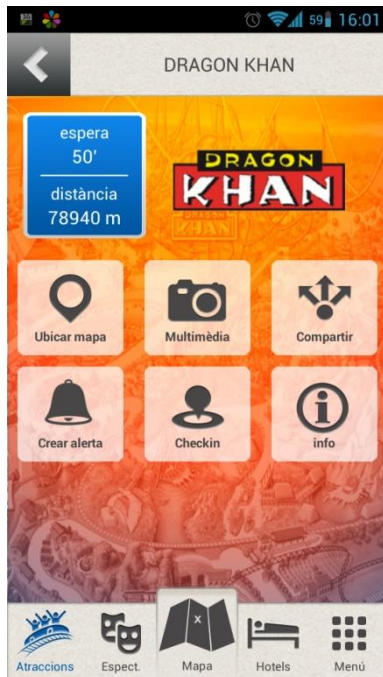 59 16:01
DRAGON KHAN
espera
50'
distància
78940 m
DRAGON
KHAN
Ubicar mapa
Multimèdia
Compartir
Crear alerta
Checkin
info
x
Atraccions
Espect.
Mapa
Hotels
Menú